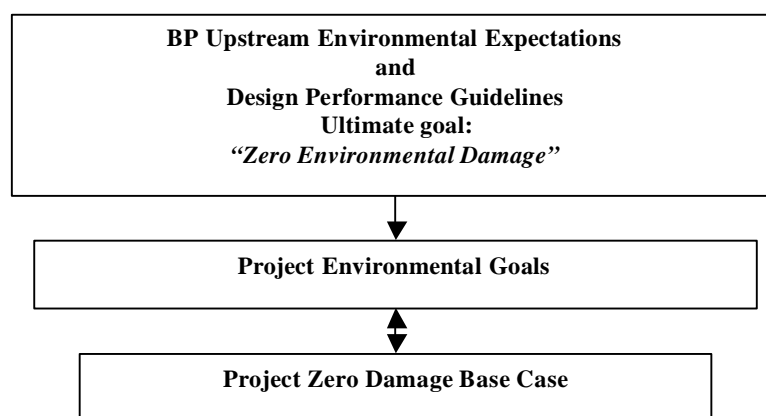 BP Upstream Environmental Expectations
and
Design Performance Guidelines
Ultimate goal:
“Zero Environmental Damage”
Project Environmental Goals
Project Zero Damage Base Case